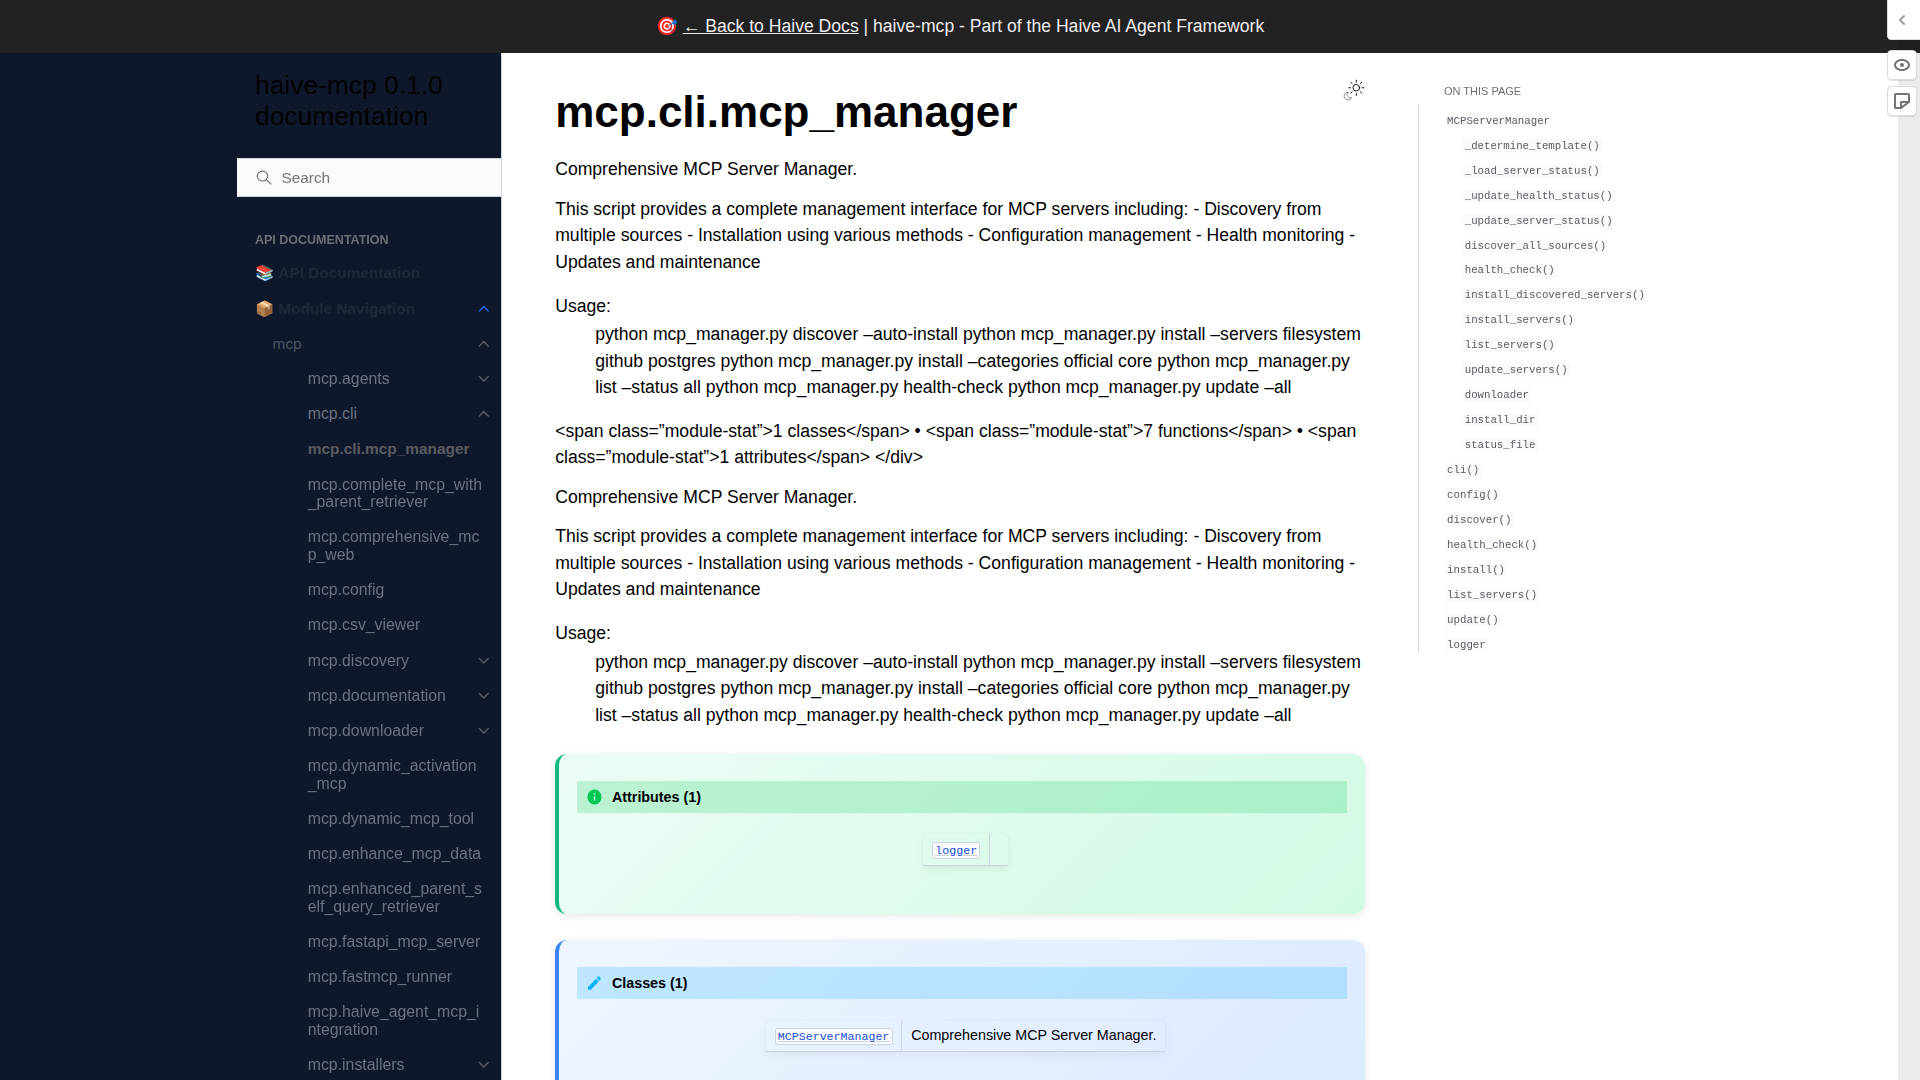 🎯 ← Back to Haive Docs | haive-mcp - Part of the Haive AI Agent Framework
haive-mcp 0.1.0
documentation
Search
API DOCUMENTATION
📚 API Documentation
📦 Module Navigation
mcp
mcp.agents
mcp.cli
mcp.cli.mcp_manager
mcp.complete_mcp_with
_parent_retriever
mcp.comprehensive_mc
p_web
mcp.config
mcp.csv_viewer
mcp.discovery
mcp.documentation
mcp.downloader
mcp.dynamic_activation
_mcp
mcp.dynamic_mcp_tool
mcp.enhance_mcp_data
mcp.enhanced_parent_s
elf_query_retriever
mcp.fastapi_mcp_server
mcp.fastmcp_runner
mcp.haive_agent_mcp_i
ntegration
mcp.installers
mcp.cli.mcp_manager
Comprehensive MCP Server Manager.
This script provides a complete management interface for MCP servers including: - Discovery from
multiple sources - Installation using various methods - Configuration management - Health monitoring -
Updates and maintenance
Usage:
python mcp_manager.py discover –auto-install python mcp_manager.py install –servers filesystem
github postgres python mcp_manager.py install –categories official core python mcp_manager.py
list –status all python mcp_manager.py health-check python mcp_manager.py update –all
<span class=”module-stat”>1 classes</span> • <span class=”module-stat”>7 functions</span> • <span
class=”module-stat”>1 attributes</span> </div>
Comprehensive MCP Server Manager.
This script provides a complete management interface for MCP servers including: - Discovery from
multiple sources - Installation using various methods - Configuration management - Health monitoring -
Updates and maintenance
Usage:
python mcp_manager.py discover –auto-install python mcp_manager.py install –servers filesystem
github postgres python mcp_manager.py install –categories official core python mcp_manager.py
list –status all python mcp_manager.py health-check python mcp_manager.py update –all
Attributes (1)
logger
Classes (1)
MCPServerManager Comprehensive MCP Server Manager.
ON THIS PAGE
MCPServerManager
_determine_template()
_load_server_status()
_update_health_status()
_update_server_status()
discover_all_sources()
health_check()
install_discovered_servers()
install_servers()
list_servers()
update_servers()
downloader
install_dir
status_file
cli()
config()
discover()
health_check()
install()
list_servers()
update()
logger